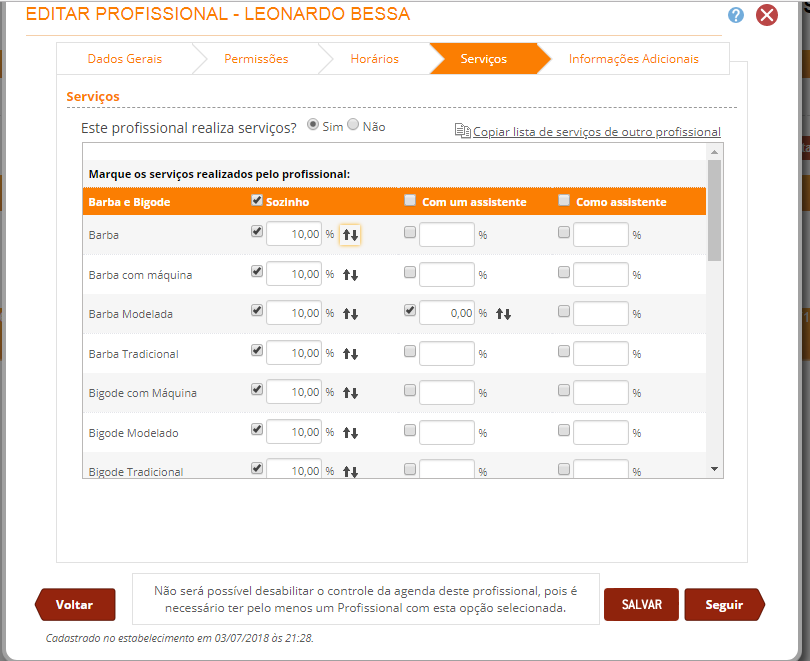 EDITAR PROFISSIONAL - LEONARDO BESSA
Dados Gerais Permissões Horários Serviços Informações Adicionais
Serviços
Este profissional realiza serviços? Sim Não Copiar lista de serviços de outro profissional
Marque os serviços realizados pelo profissional:
Barba e Bigode Sozinho Com um assistente Como assistente
Barba 10,00 % % %
Barba com máquina 10,00 % % %
Barba Modelada 10,00 % 0,00 % %
Barba Tradicional 10,00 % % %
Bigode com Máquina 10,00 % % %
Bigode Modelado 10,00 % % %
Bigode Tradicional 10,00 % % %
Voltar
Não será possível desabilitar o controle da agenda deste profissional, pois é
necessário ter pelo menos um Profissional com esta opção selecionada.
SALVAR Seguir
Cadastrado no estabelecimento em 03/07/2018 às 21:28.